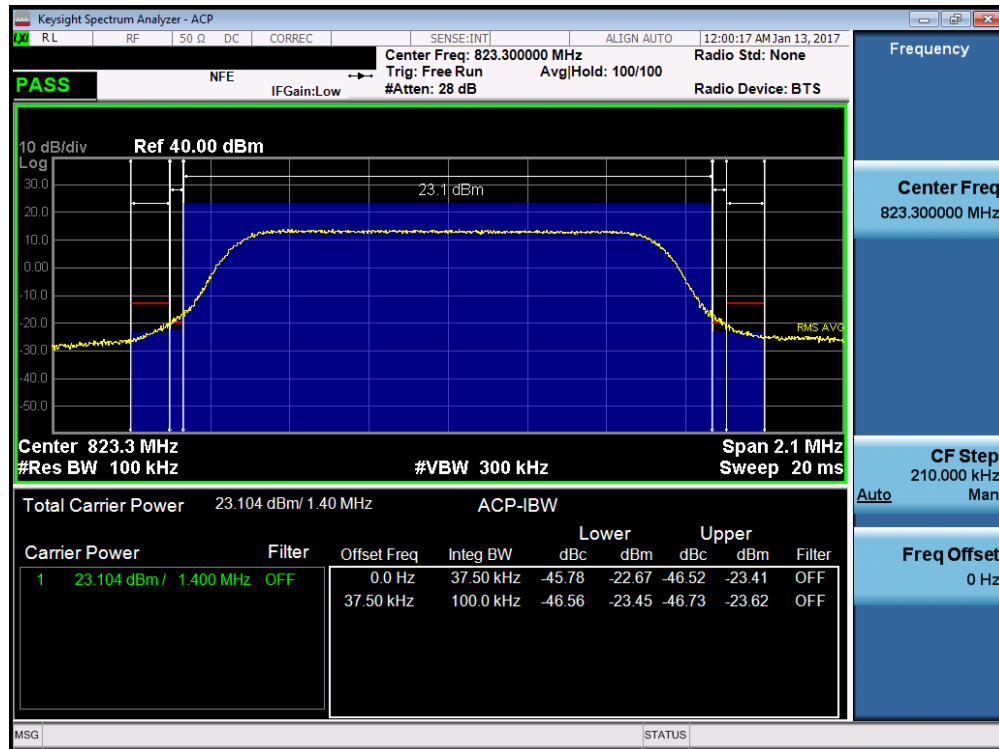 Keysight Spectrum Analyzer - ACP
LXI RL RF 50 Ω DC CORREC SENSE:INT ALIGN AUTO 12:00:17 AM Jan 13, 2017
Center Freq: 823.300000 MHz Radio Std: None
PASS NFE Trig: Free Run Avg|Hold: 100/100
IFGain:Low #Atten: 28 dB Radio Device: BTS
Frequency
10 dB/div Ref 40.00 dBm
Log
30.0
20.0
10.0
0.00
-10.0
-20.0
-30.0
-40.0
-50.0
23.1 dBm
RMS AVG
Center 823.3 MHz Span 2.1 MHz
#Res BW 100 kHz #VBW 300 kHz Sweep 20 ms
Center Freq
823.300000 MHz
CF Step
210.000 kHz
Auto Man
Freq Offset
0 Hz
Total Carrier Power 23.104 dBm/ 1.40 MHz ACP-IBW
Lower Upper
Carrier Power Filter Offset Freq Integ BW dBc dBm dBc dBm Filter
1 23.104 dBm / 1.400 MHz OFF 0.0 Hz 37.50 kHz -45.78 -22.67 -46.52 -23.41 OFF
37.50 kHz 100.0 kHz -46.56 -23.45 -46.73 -23.62 OFF
MSG STATUS